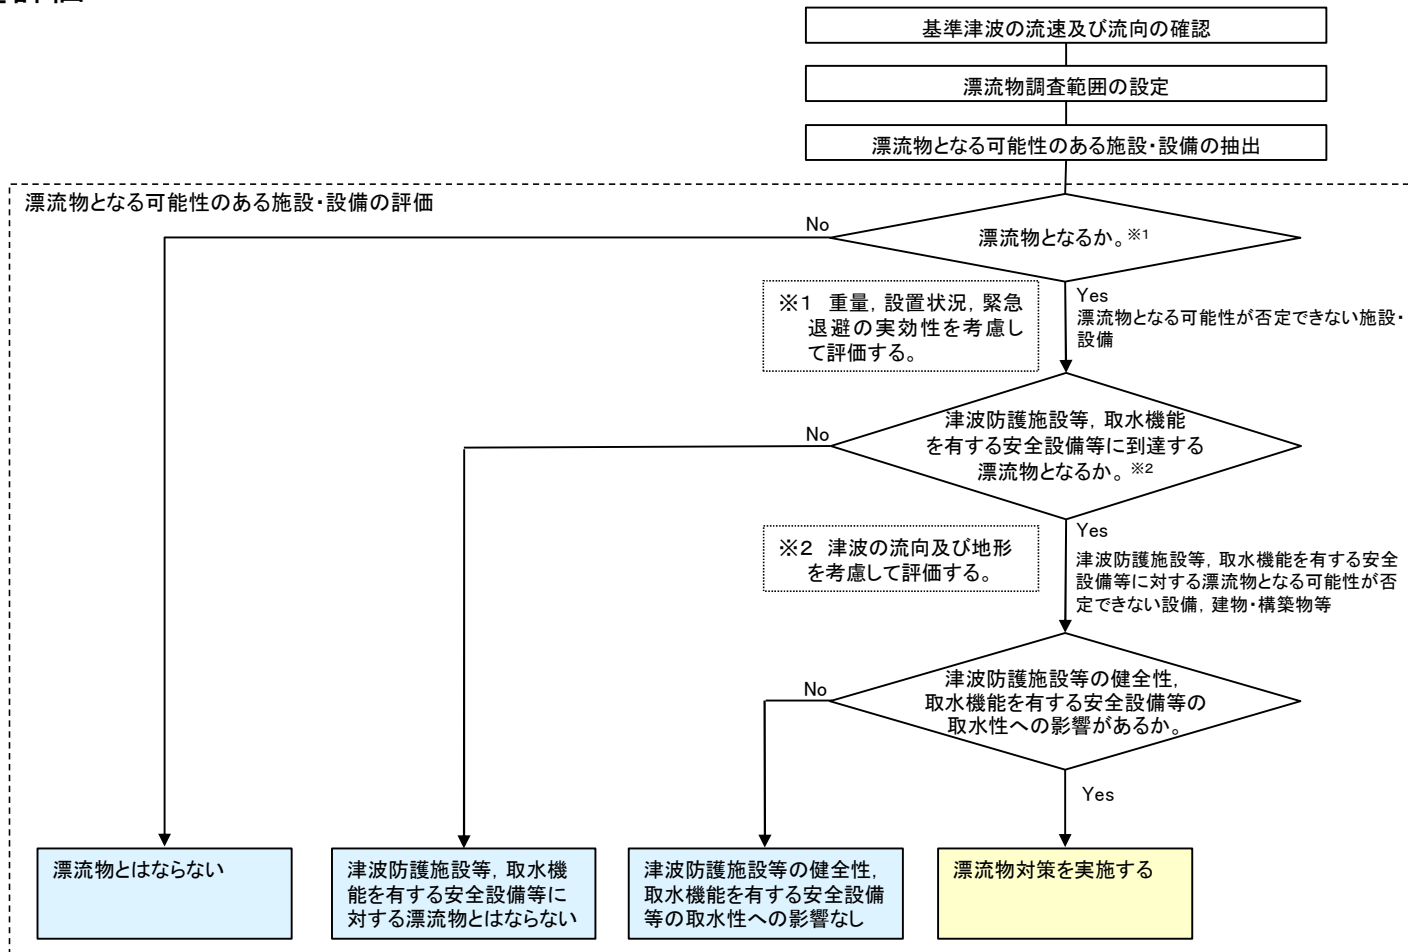 基準津波の流速及び流向の確認
漂流物調査範囲の設定
漂流物となる可能性のある施設・設備の抽出
漂流物となる可能性のある施設・設備の評価
No
漂流物となるか。※1
※1 重量，設置状況，緊急
退避の実効性を考慮し
て評価する。
Yes
漂流物となる可能性が否定できない施設・
設備
No
津波防護施設等，取水機能
を有する安全設備等に到達する
漂流物となるか。※2
※2 津波の流向及び地形
を考慮して評価する。
Yes
津波防護施設等，取水機能を有する安全
設備等に対する漂流物となる可能性が否
定できない設備，建物・構築物等
No
津波防護施設等の健全性，
取水機能を有する安全設備等の
取水性への影響があるか。
Yes
漂流物とはならない
津波防護施設等，取水機
能を有する安全設備等に
対する漂流物とはならない
津波防護施設等の健全性，
取水機能を有する安全設備
等の取水性への影響なし
漂流物対策を実施する